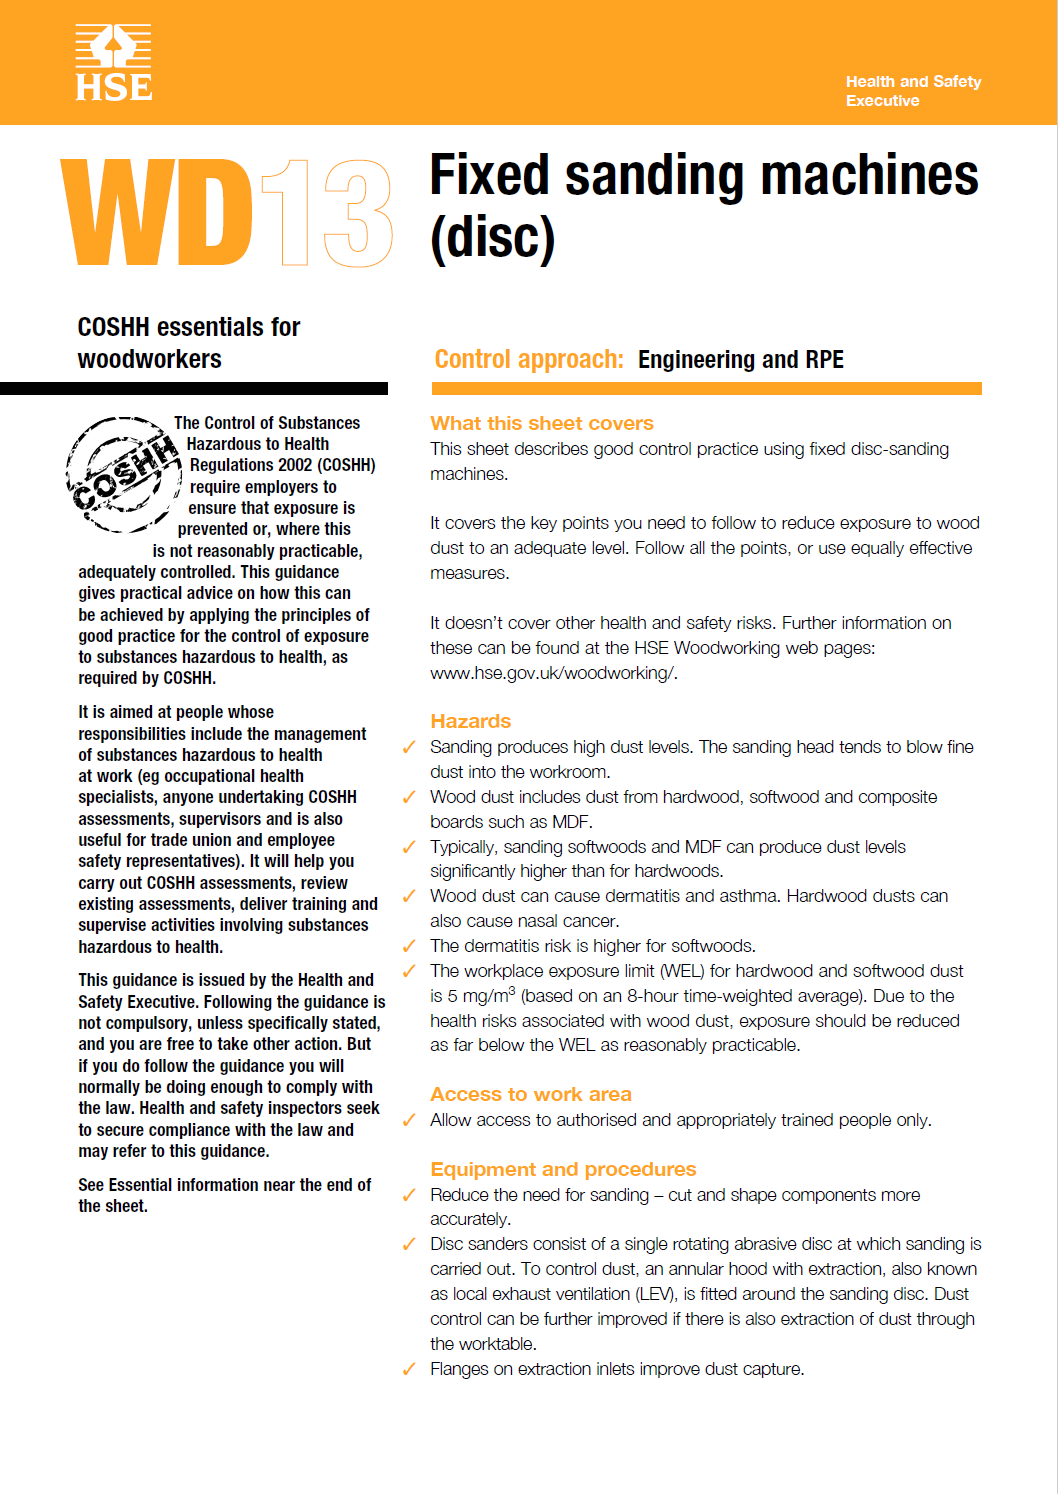 HSE
Health and Safety
Executive
WD13
Fixed sanding machines
(disc)
COSHH essentials for
woodworkers
Control approach: Engineering and RPE
COSHH
The Control of Substances
Hazardous to Health
Regulations 2002 (COSHH)
require employers to
ensure that exposure is
prevented or, where this
is not reasonably practicable,
adequately controlled. This guidance
gives practical advice on how this can
be achieved by applying the principles of
good practice for the control of exposure
to substances hazardous to health, as
required by COSHH.
It is aimed at people whose
responsibilities include the management
of substances hazardous to health
at work (eg occupational health
specialists, anyone undertaking COSHH
assessments, supervisors and is also
useful for trade union and employee
safety representatives). It will help you
carry out COSHH assessments, review
existing assessments, deliver training and
supervise activities involving substances
hazardous to health.
This guidance is issued by the Health and
Safety Executive. Following the guidance is
not compulsory, unless specifically stated,
and you are free to take other action. But
if you do follow the guidance you will
normally be doing enough to comply with
the law. Health and safety inspectors seek
to secure compliance with the law and
may refer to this guidance.
See Essential information near the end of
the sheet.
What this sheet covers
This sheet describes good control practice using fixed disc-sanding
machines.
It covers the key points you need to follow to reduce exposure to wood
dust to an adequate level. Follow all the points, or use equally effective
measures.
It doesn't cover other health and safety risks. Further information on
these can be found at the HSE Woodworking web pages:
www.hse.gov.uk/woodworking/.
Hazards
✓ Sanding produces high dust levels. The sanding head tends to blow fine
dust into the workroom.
✓ Wood dust includes dust from hardwood, softwood and composite
boards such as MDF.
✓ Typically, sanding softwoods and MDF can produce dust levels
significantly higher than for hardwoods.
✓ Wood dust can cause dermatitis and asthma. Hardwood dusts can
also cause nasal cancer.
✓ The dermatitis risk is higher for softwoods.
✓ The workplace exposure limit (WEL) for hardwood and softwood dust
is 5 mg/m³ (based on an 8-hour time-weighted average). Due to the
health risks associated with wood dust, exposure should be reduced
as far below the WEL as reasonably practicable.
Access to work area
✓ Allow access to authorised and appropriately trained people only.
Equipment and procedures
✓ Reduce the need for sanding – cut and shape components more
accurately.
✓ Disc sanders consist of a single rotating abrasive disc at which sanding is
carried out. To control dust, an annular hood with extraction, also known
as local exhaust ventilation (LEV), is fitted around the sanding disc. Dust
control can be further improved if there is also extraction of dust through
the worktable.
✓ Flanges on extraction inlets improve dust capture.